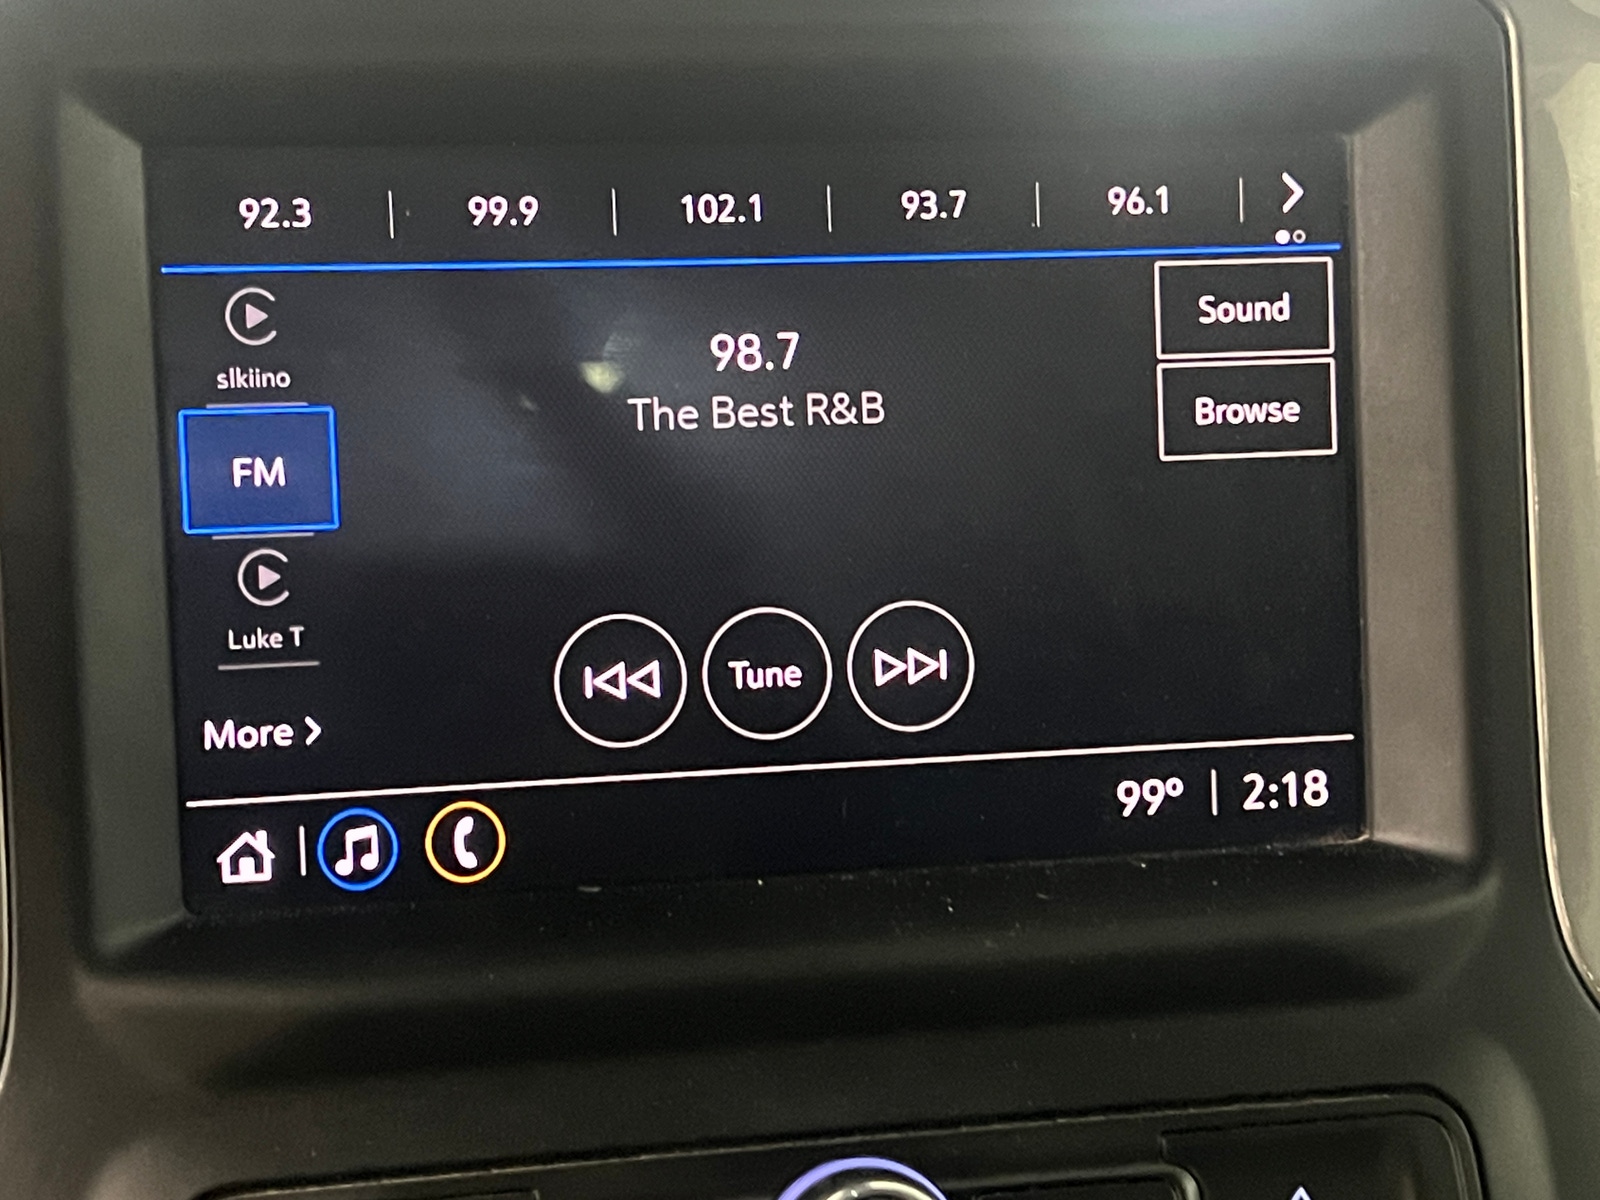 92.3 | 99.9 | 102.1 | 93.7 | 96.1 |
slkiino
98.7
Sound
The Best R&B
Browse
FM
Luke T
Tune
More
99° | 2:18